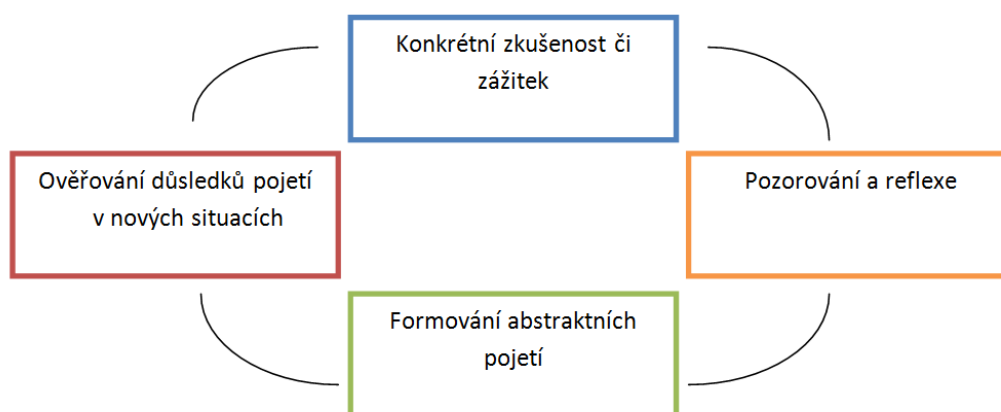 Konkrétní zkušenost či
zážitek
Ověřování důsledků pojetí
v nových situacích
Pozorování a reflexe
Formování abstraktních
pojetí